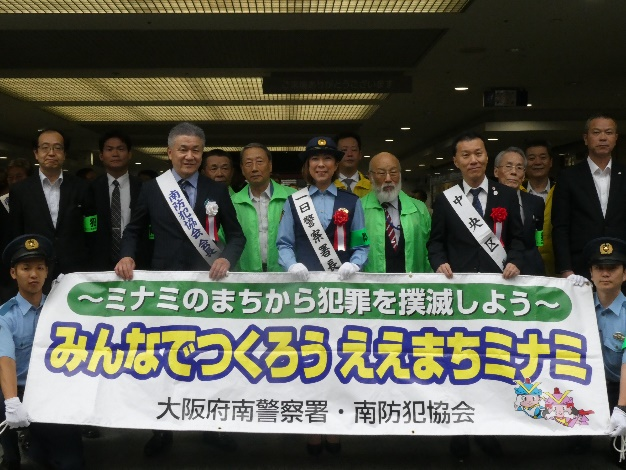 南防犯協会会長
一日警察署長
中央区
～ミナミのまちから犯罪を撲滅しよう～
みんなでつくろう ええまちミナミ
大阪府南警察署・南防犯協会